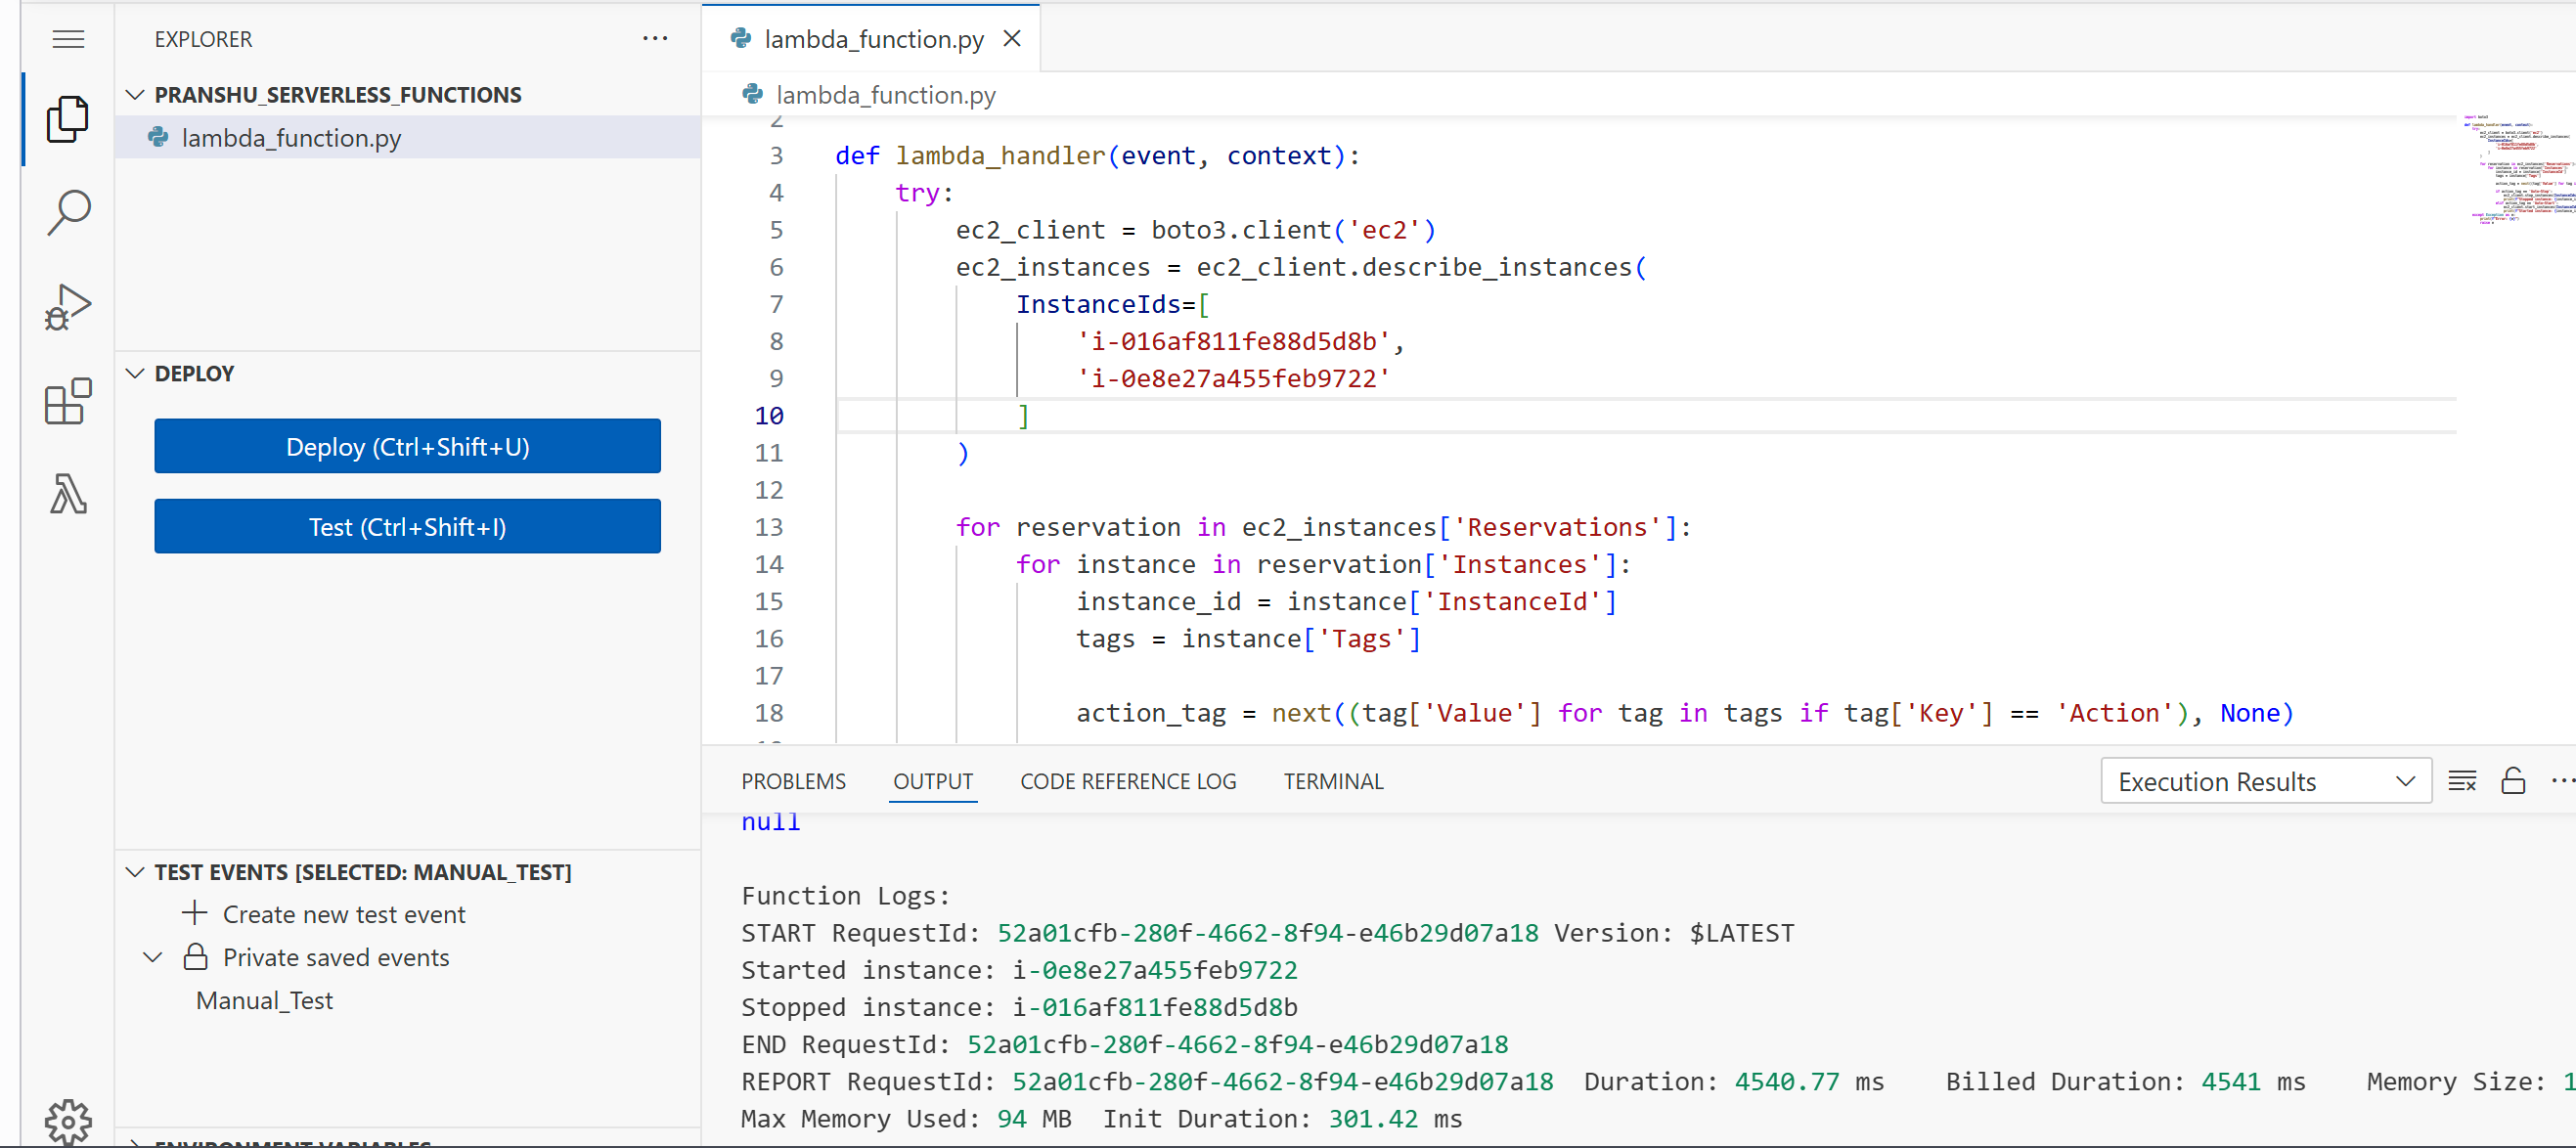 EXPLORER
PRANSHU_SERVERLESS_FUNCTIONS
lambda_function.py
DEPLOY
Deploy (Ctrl+Shift+U)
Test (Ctrl+Shift+I)
TEST EVENTS [SELECTED: MANUAL_TEST]
Create new test event
Private saved events
Manual_Test
ENVIRONMENT VARIABLES
lambda_function.py
lambda_function.py
2
3 def lambda_handler(event, context):
4 try:
5 ec2_client = boto3.client('ec2')
6 ec2_instances = ec2_client.describe_instances(
7 InstanceIds=[
8 'i-016af811fe88d5d8b',
9 'i-0e8e27a455feb9722'
10 ]
11 )
12
13 for reservation in ec2_instances['Reservations']:
14 for instance in reservation['Instances']:
15 instance_id = instance['InstanceId']
16 tags = instance['Tags']
17
18 action_tag = next((tag['Value'] for tag in tags if tag['Key'] == 'Action'), None)
PROBLEMS OUTPUT CODE REFERENCE LOG TERMINAL Execution Results
null
Function Logs:
START RequestId: 52a01cfb-280f-4662-8f94-e46b29d07a18 Version: $LATEST
Started instance: i-0e8e27a455feb9722
Stopped instance: i-016af811fe88d5d8b
END RequestId: 52a01cfb-280f-4662-8f94-e46b29d07a18
REPORT RequestId: 52a01cfb-280f-4662-8f94-e46b29d07a18 Duration: 4540.77 ms Billed Duration: 4541 ms Memory Size: 1
Max Memory Used: 94 MB Init Duration: 301.42 ms